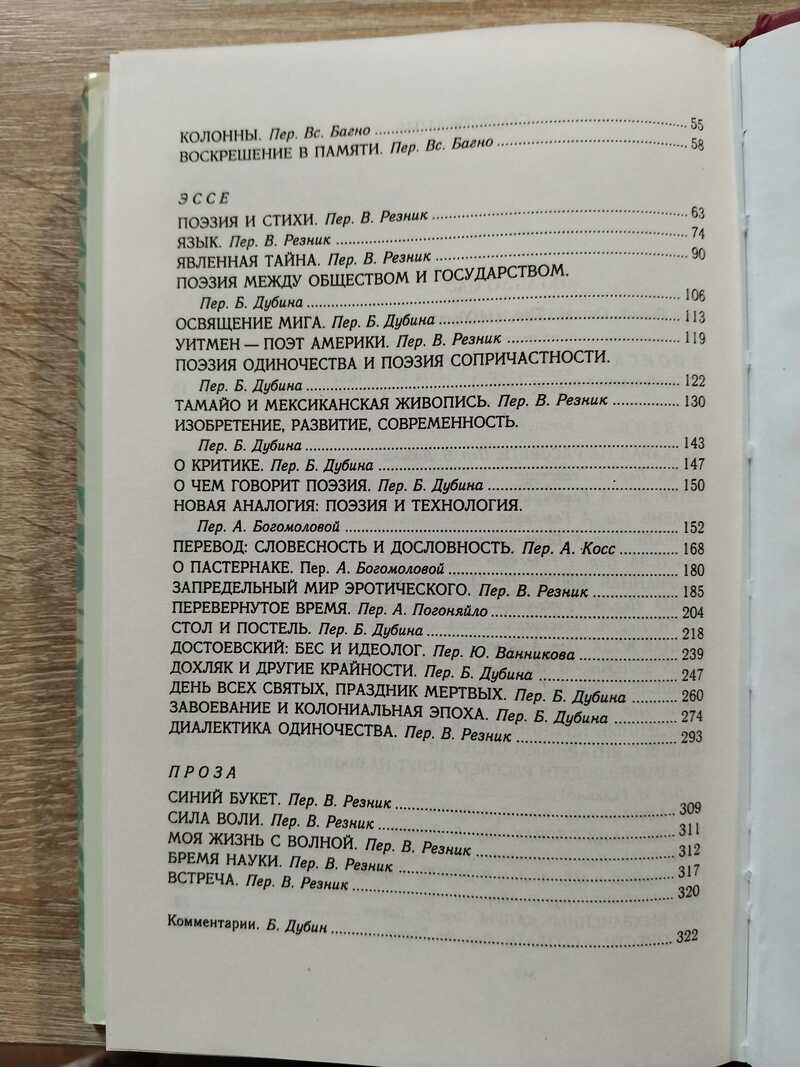 КОЛОННЫ. Пер. Вс. Багно ........ 55
ВОСКРЕШЕНИЕ В ПАМЯТИ. Пер. Вс. Багно ........ 58
ЭССЕ
ПОЭЗИЯ И СТИХИ. Пер. В. Резник ........ 63
ЯЗЫК. Пер. В. Резник ........ 74
ЯВЛЕННАЯ ТАЙНА. Пер. В. Резник ........ 90
ПОЭЗИЯ МЕЖДУ ОБЩЕСТВОМ И ГОСУДАРСТВОМ.
Пер. Б. Дубина ........ 106
ОСВЯЩЕНИЕ МИГА. Пер. Б. Дубина ........ 113
УИТМЕН — ПОЭТ АМЕРИКИ. Пер. В. Резник ........ 119
ПОЭЗИЯ ОДИНОЧЕСТВА И ПОЭЗИЯ СОПРИЧАСТНОСТИ.
Пер. Б. Дубина ........ 122
ТАМАЙО И МЕКСИКАНСКАЯ ЖИВОПИСЬ. Пер. В. Резник ........ 130
ИЗОБРЕТЕНИЕ, РАЗВИТИЕ, СОВРЕМЕННОСТЬ.
Пер. Б. Дубина ........ 143
О КРИТИКЕ. Пер. Б. Дубина ........ 147
О ЧЕМ ГОВОРИТ ПОЭЗИЯ. Пер. Б. Дубина ........ 150
НОВАЯ АНАЛОГИЯ: ПОЭЗИЯ И ТЕХНОЛОГИЯ.
Пер. А. Богомоловой ........ 152
ПЕРЕВОД: СЛОВЕСНОСТЬ И ДОСЛОВНОСТЬ. Пер. А. Косс ........ 168
О ПАСТЕРНАКЕ. Пер. А. Богомоловой ........ 180
ЗАПРЕДЕЛЬНЫЙ МИР ЭРОТИЧЕСКОГО. Пер. В. Резник ........ 185
ПЕРЕВЕРНУТОЕ ВРЕМЯ. Пер. А. Погоняйло ........ 204
СТОЛ И ПОСТЕЛЬ. Пер. Б. Дубина ........ 218
ДОСТОЕВСКИЙ: БЕС И ИДЕОЛОГ. Пер. Ю. Ванникова ........ 239
ДОХЛЯК И ДРУГИЕ КРАЙНОСТИ. Пер. Б. Дубина ........ 247
ДЕНЬ ВСЕХ СВЯТЫХ, ПРАЗДНИК МЕРТВЫХ. Пер. Б. Дубина ........ 260
ЗАВОЕВАНИЕ И КОЛОНИАЛЬНАЯ ЭПОХА. Пер. Б. Дубина ........ 274
ДИАЛЕКТИКА ОДИНОЧЕСТВА. Пер. В. Резник ........ 293
ПРОЗА
СИНИЙ БУКЕТ. Пер. В. Резник ........ 309
СИЛА ВОЛИ. Пер. В. Резник ........ 311
МОЯ ЖИЗНЬ С ВОЛНОЙ. Пер. В. Резник ........ 312
БРЕМЯ НАУКИ. Пер. В. Резник ........ 317
ВСТРЕЧА. Пер. В. Резник ........ 320
Комментарии. Б. Дубин ........ 322